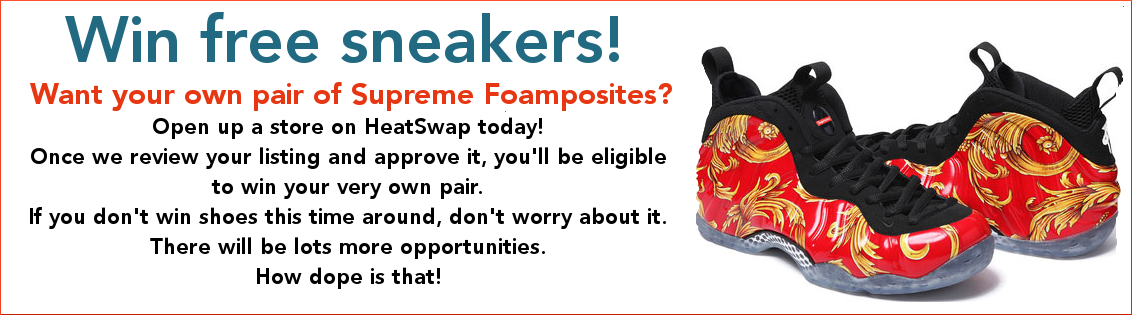 Win free sneakers!
Want your own pair of Supreme Foamposites?
Open up a store on HeatSwap today!
Once we review your listing and approve it, you'll be eligible
to win your very own pair.
If you don't win shoes this time around, don't worry about it.
There will be lots more opportunities.
How dope is that!